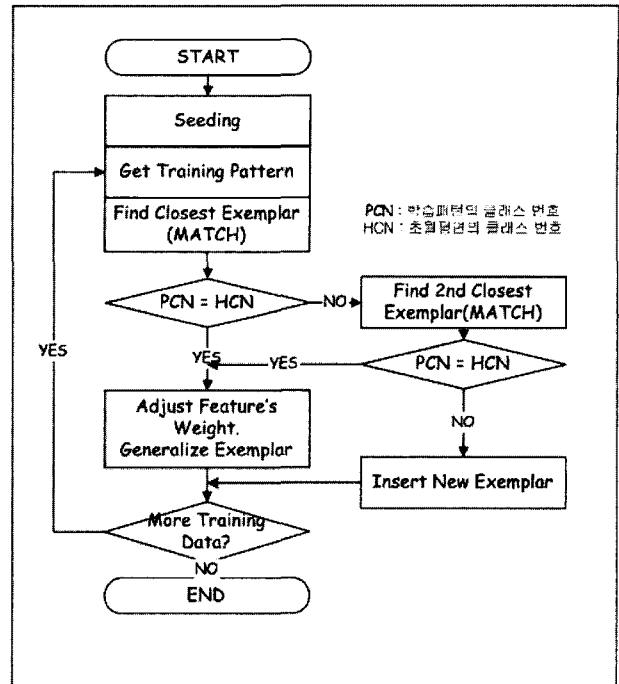 START
Seeding
Get Training Pattern
Find Closest Exemplar
(MATCH)
PCN : 학습패턴의 클래스 번호
HCN : 초월평면의 클래스 번호
PCN = HCN
NO
Find 2nd Closest
Exemplar(MATCH)
YES
YES
YES
PCN = HCN
Adjust Feature's
Weight.
Generalize Exemplar
NO
Insert New Exemplar
More Training
Data?
NO
END